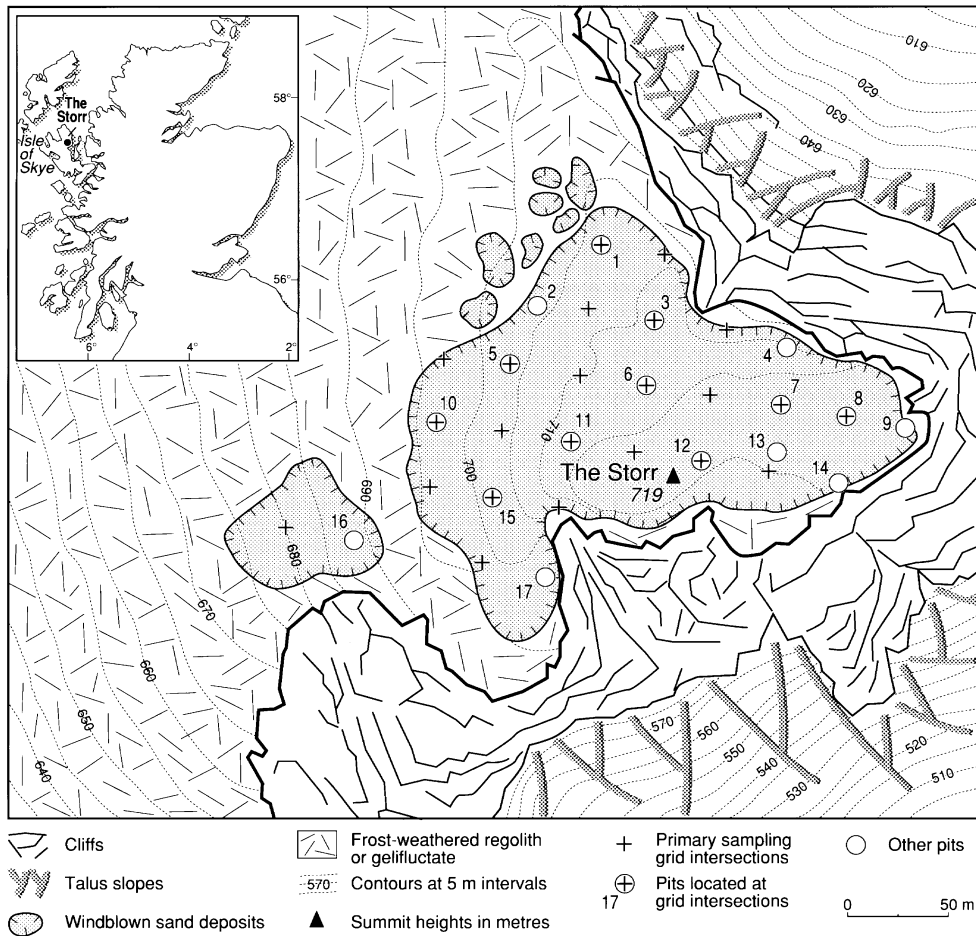 58°
The
Storr
Isle
of
Skye
56°
6°
4°
2°
610
620
630
640
1
2
3
4
5
6
7
8
9
10
11
12
13
14
15
16
17
710
700
690
680
The Storr
719
670
660
650
640
570
560
550
540
530
520
510
Cliffs
Talus slopes
Windblown sand deposits
Frost-weathered regolith
or gelifluctate
570 Contours at 5 m intervals
Summit heights in metres
Primary sampling
grid intersections
Pits located at
17 grid intersections
Other pits
0 50 m